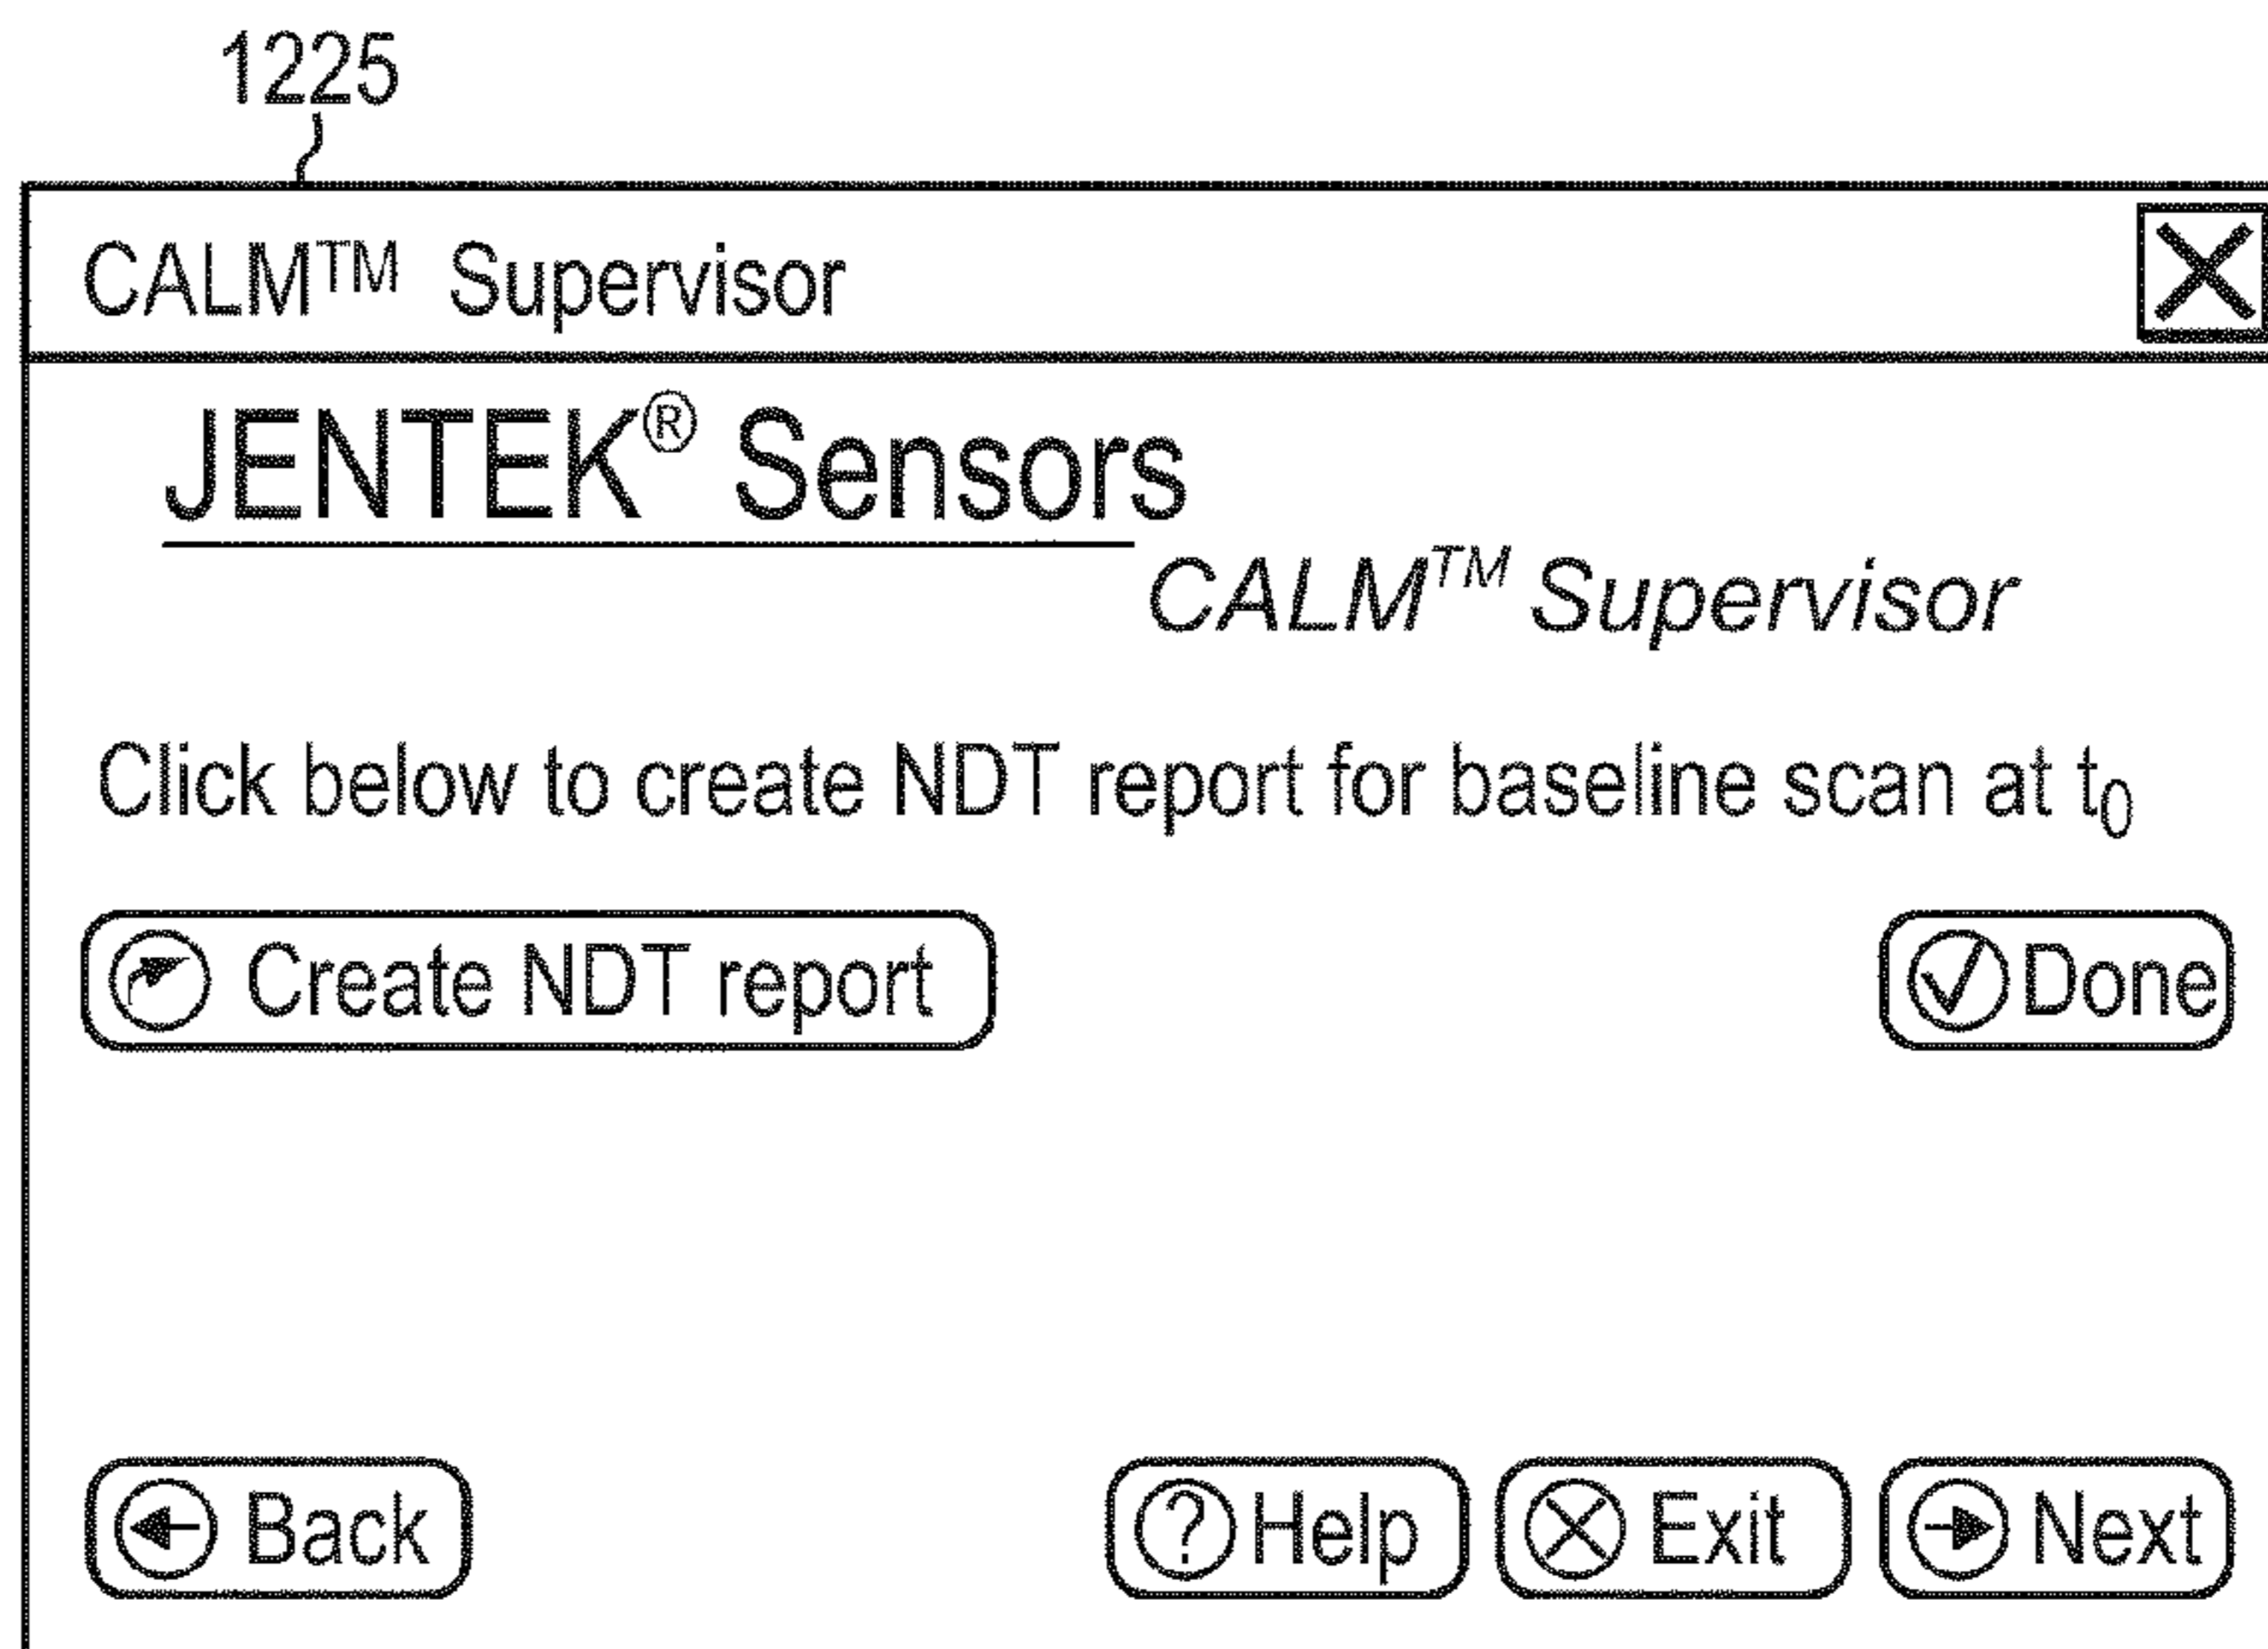 1225
CALM™ Supervisor
JENTEK® Sensors
CALM™ Supervisor
Click below to create NDT report for baseline scan at t₀
Create NDT report Done
Back ? Help Exit Next